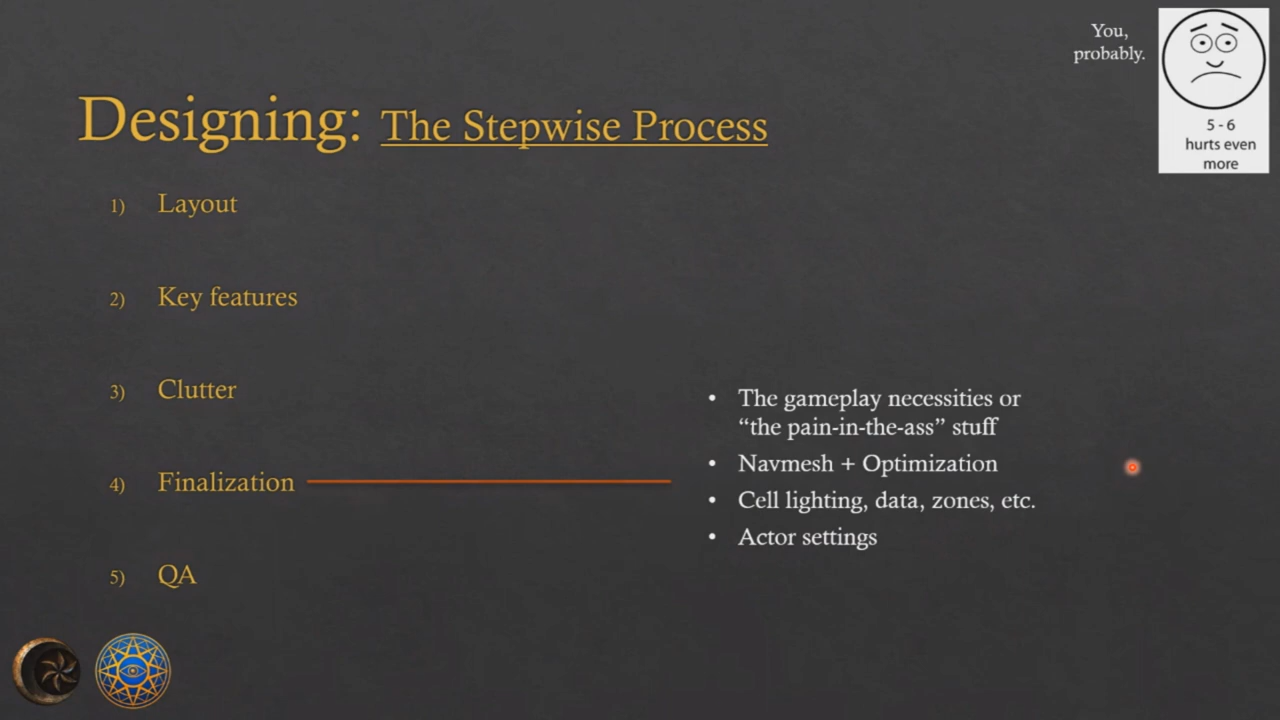 You,
probably.
5 - 6
hurts even
more
Designing: The Stepwise Process
1) Layout
2) Key features
3) Clutter
4) Finalization
• The gameplay necessities or
“the pain-in-the-ass” stuff
• Navmesh + Optimization
• Cell lighting, data, zones, etc.
• Actor settings
5) QA